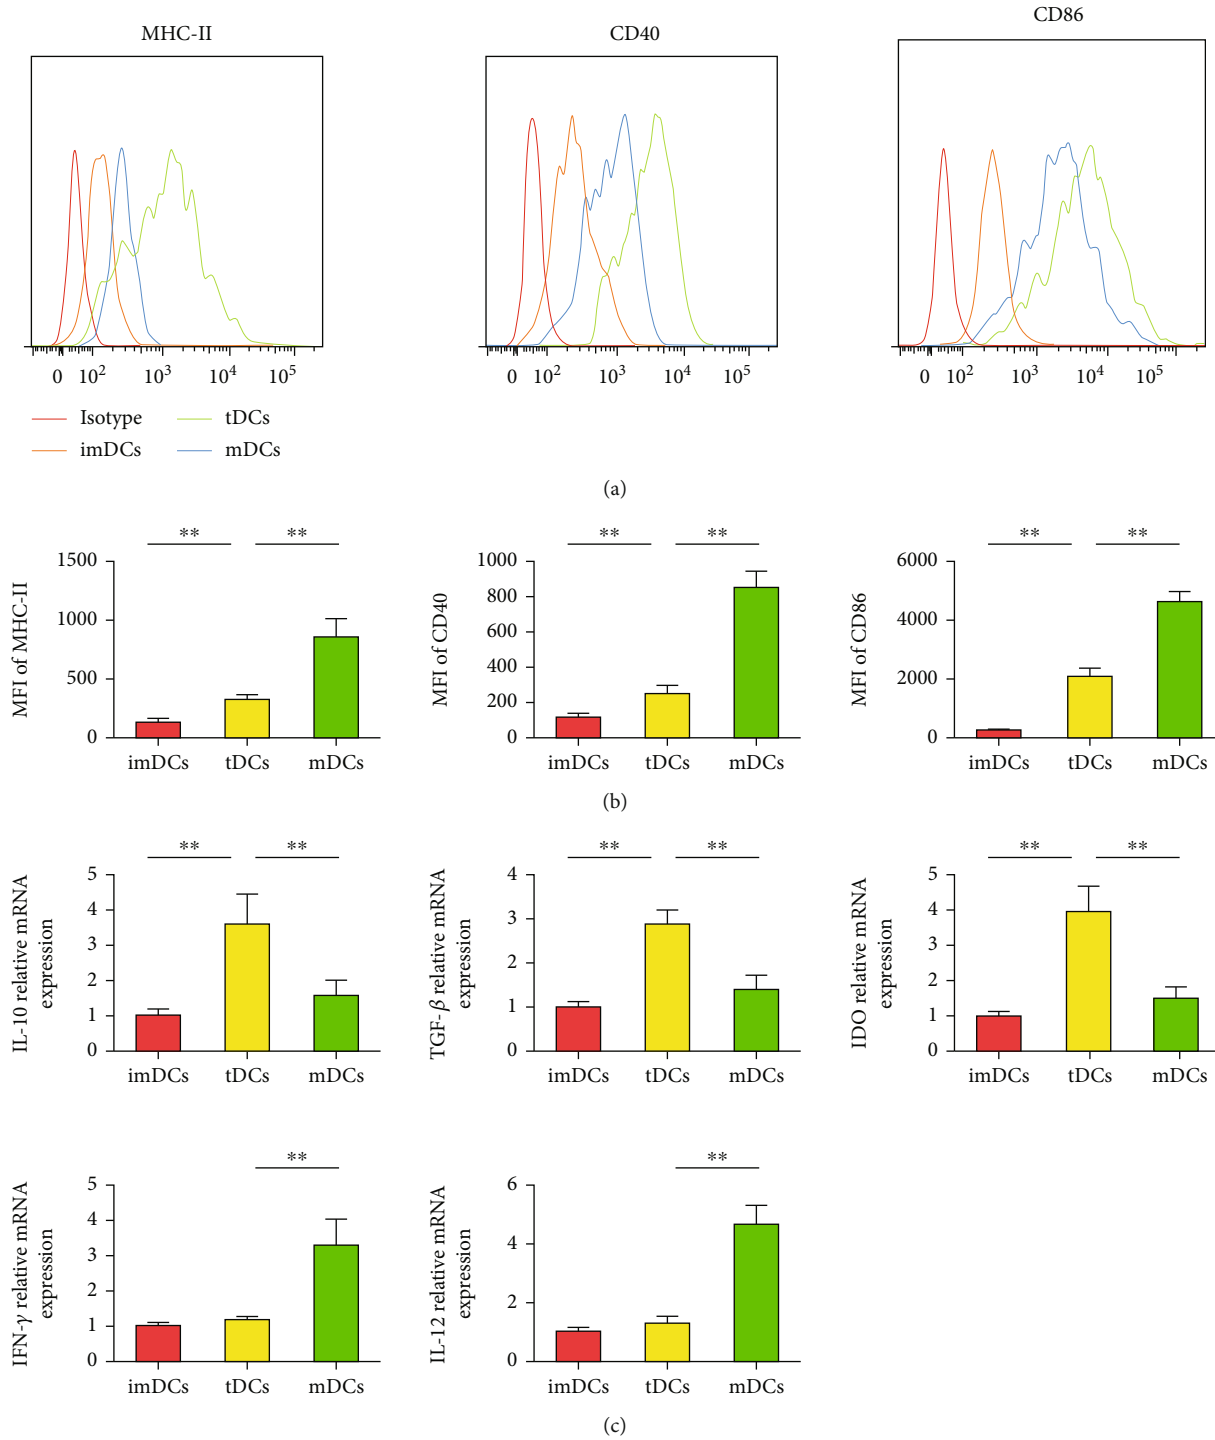 MHC-II
CD40
CD86
0 10² 10³ 10⁴ 10⁵
0 10² 10³ 10⁴ 10⁵
0 10² 10³ 10⁴ 10⁵
Isotype
tDCs
imDCs
mDCs
(a)
** **
MFI of MHC-II
1500
1000
500
0
imDCs tDCs mDCs
** **
MFI of CD40
1000
800
600
400
200
0
imDCs tDCs mDCs
** **
MFI of CD86
6000
4000
2000
0
imDCs tDCs mDCs
(b)
** **
IL-10 relative mRNA
expression
5
4
3
2
1
0
imDCs tDCs mDCs
** **
TGF-β relative mRNA
expression
4
3
2
1
0
imDCs tDCs mDCs
** **
IDO relative mRNA
expression
5
4
3
2
1
0
imDCs tDCs mDCs
**
IFN-γ relative mRNA
expression
5
4
3
2
1
0
imDCs tDCs mDCs
**
IL-12 relative mRNA
expression
6
4
2
0
imDCs tDCs mDCs
(c)